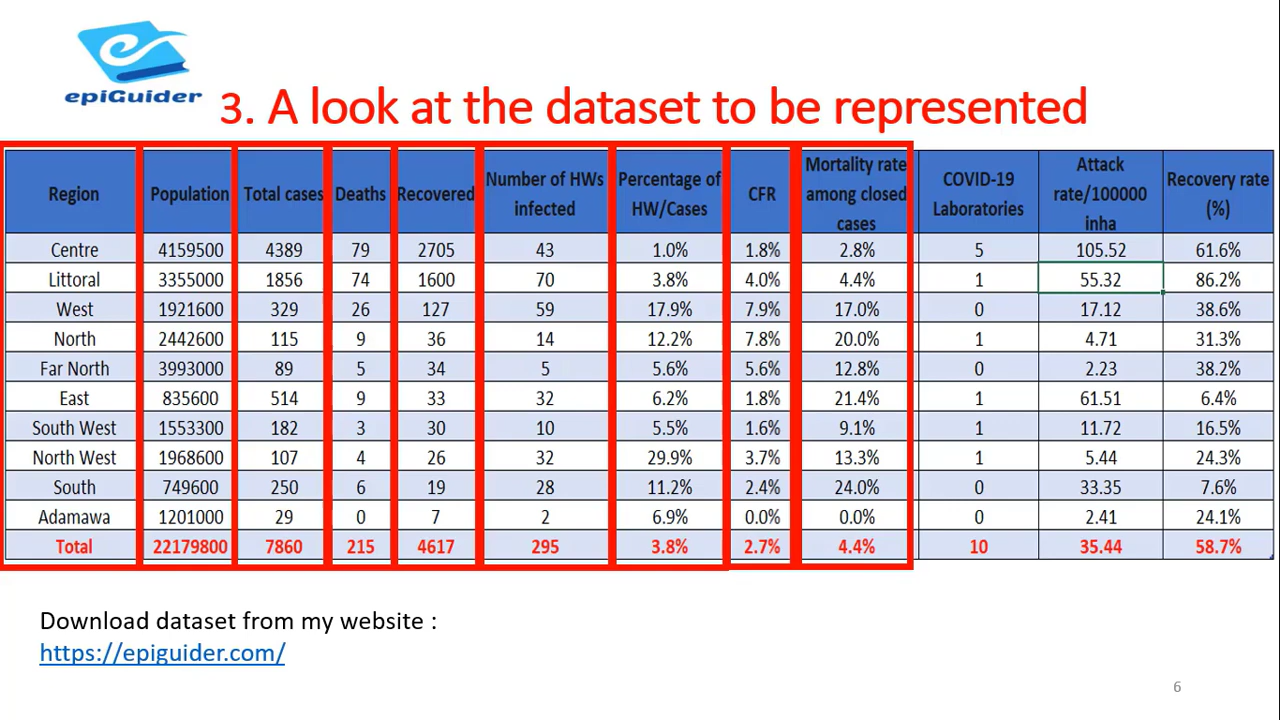 epiGuider
3. A look at the dataset to be represented
Region Population Total cases Deaths Recovered Number of HWs infected Percentage of HW/Cases CFR Mortality rate among closed cases COVID-19 Laboratories Attack rate/100000 inha Recovery rate (%)
Centre 4159500 4389 79 2705 43 1.0% 1.8% 2.8% 5 105.52 61.6%
Littoral 3355000 1856 74 1600 70 3.8% 4.0% 4.4% 1 55.32 86.2%
West 1921600 329 26 127 59 17.9% 7.9% 17.0% 0 17.12 38.6%
North 2442600 115 9 36 14 12.2% 7.8% 20.0% 1 4.71 31.3%
Far North 3993000 89 5 34 5 5.6% 5.6% 12.8% 0 2.23 38.2%
East 835600 514 9 33 32 6.2% 1.8% 21.4% 1 61.51 6.4%
South West 1553300 182 3 30 10 5.5% 1.6% 9.1% 1 11.72 16.5%
North West 1968600 107 4 26 32 29.9% 3.7% 13.3% 1 5.44 24.3%
South 749600 250 6 19 28 11.2% 2.4% 24.0% 0 33.35 7.6%
Adamawa 1201000 29 0 7 2 6.9% 0.0% 0.0% 0 2.41 24.1%
Total 22179800 7860 215 4617 295 3.8% 2.7% 4.4% 10 35.44 58.7%
Download dataset from my website :
https://epiguider.com/
6